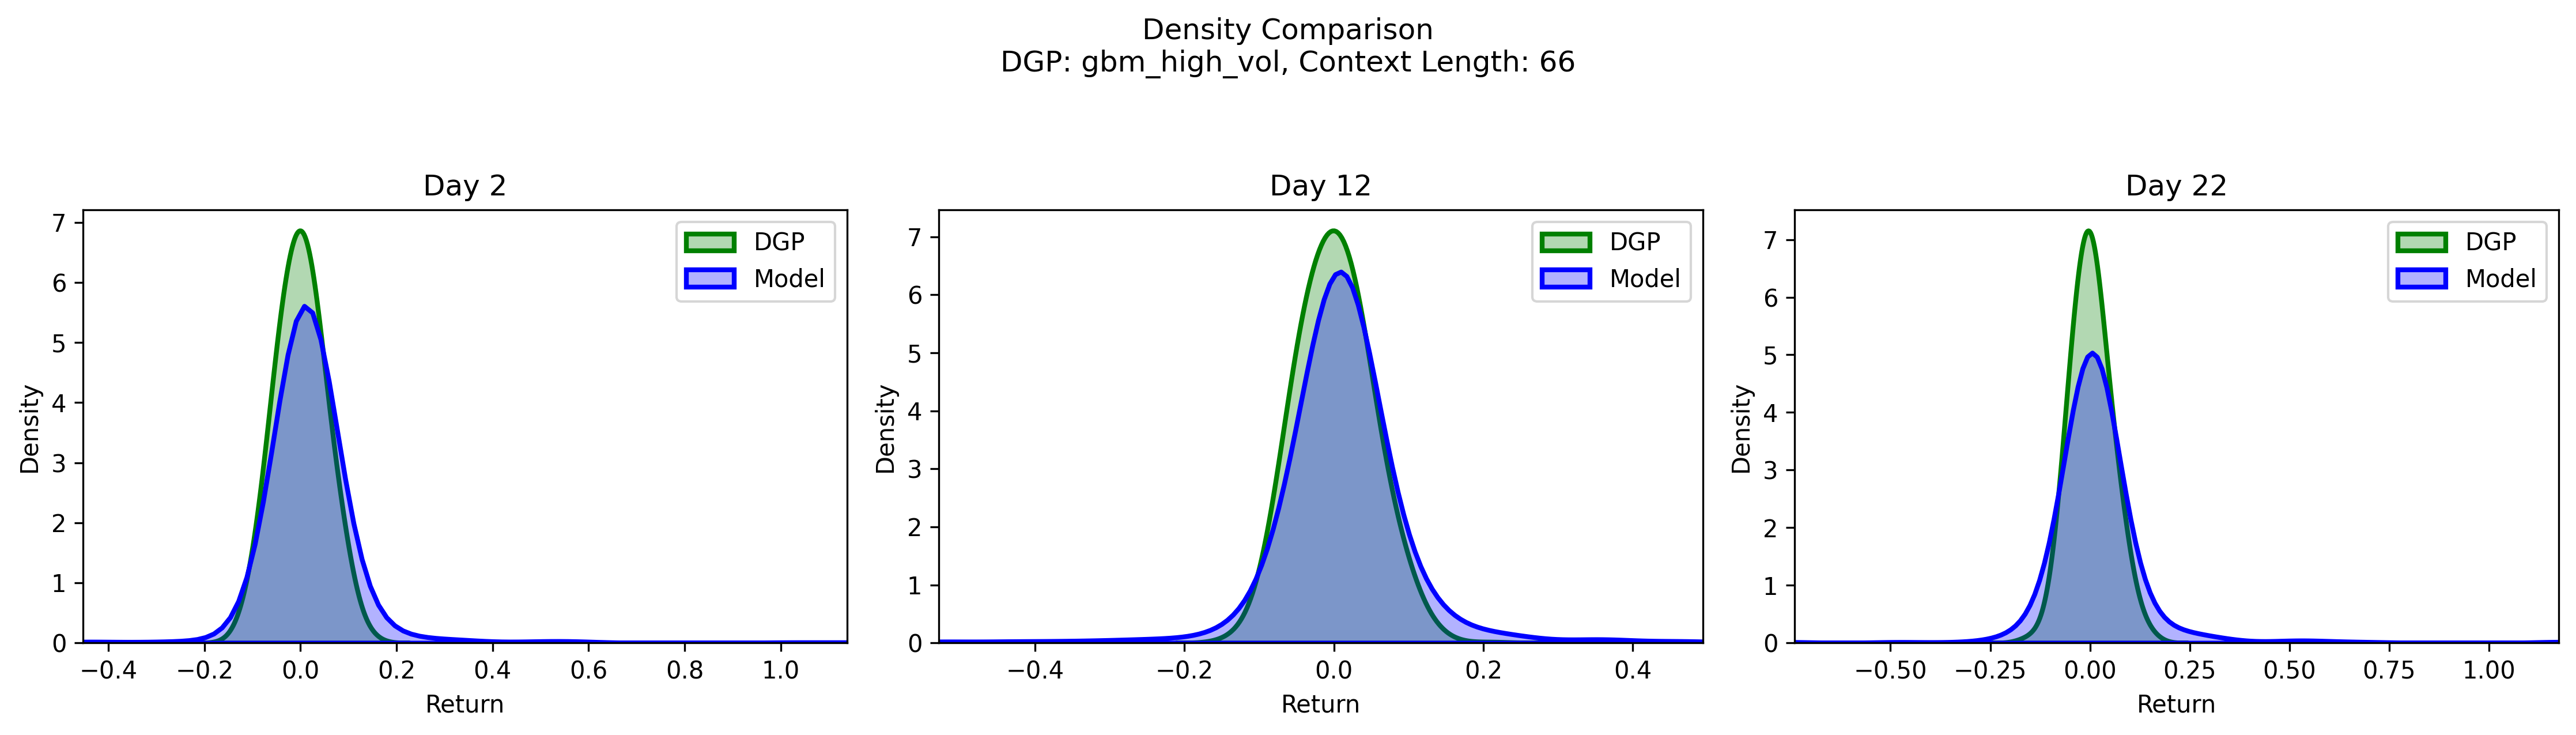 Density Comparison
DGP: gbm_high_vol, Context Length: 66
Day 2
7
6
5
4
3
2
1
0
Density
−0.4 −0.2 0.0 0.2 0.4 0.6 0.8 1.0
Return
DGP
Model
Day 12
7
6
5
4
3
2
1
0
Density
−0.4 −0.2 0.0 0.2 0.4
Return
DGP
Model
Day 22
7
6
5
4
3
2
1
0
Density
−0.50 −0.25 0.00 0.25 0.50 0.75 1.00
Return
DGP
Model